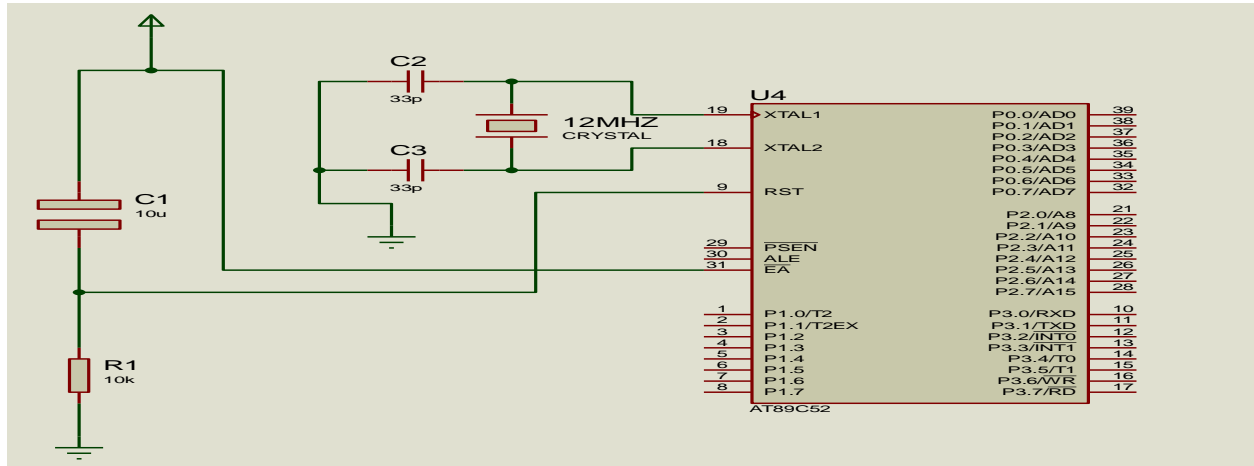 C2
33p
12MHZ
CRYSTAL
C3
33p
C1
10u
R1
10k
U4
19 XTAL1
18 XTAL2
9 RST
29 PSEN
30 ALE
31 EA
1 P1.0/T2
2 P1.1/T2EX
3 P1.2
4 P1.3
5 P1.4
6 P1.5
7 P1.6
8 P1.7
P0.0/AD0 39
P0.1/AD1 38
P0.2/AD2 37
P0.3/AD3 36
P0.4/AD4 35
P0.5/AD5 34
P0.6/AD6 33
P0.7/AD7 32
P2.0/A8 21
P2.1/A9 22
P2.2/A10 23
P2.3/A11 24
P2.4/A12 25
P2.5/A13 26
P2.6/A14 27
P2.7/A15 28
P3.0/RXD 10
P3.1/TXD 11
P3.2/INT0 12
P3.3/INT1 13
P3.4/T0 14
P3.5/T1 15
P3.6/WR 16
P3.7/RD 17
AT89C52